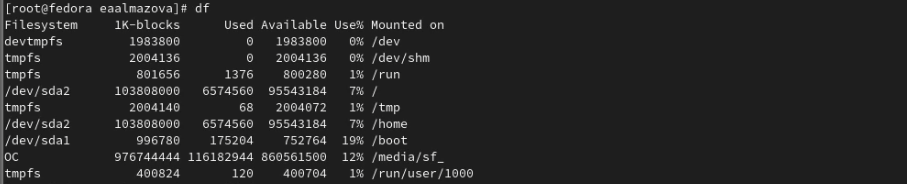 [root@fedora eaalmazova]# df
Filesystem     1K-blocks      Used Available Use% Mounted on
devtmpfs         1983800         0   1983800   0% /dev
tmpfs            2004136         0   2004136   0% /dev/shm
tmpfs             801656      1376    800280   1% /run
/dev/sda2      103808000   6574560  95543184   7% /
tmpfs            2004140        68   2004072   1% /tmp
/dev/sda2      103808000   6574560  95543184   7% /home
/dev/sda1         996780    175204    752764  19% /boot
OC             976744444 116182944 860561500  12% /media/sf_
tmpfs             400824       120    400704   1% /run/user/1000